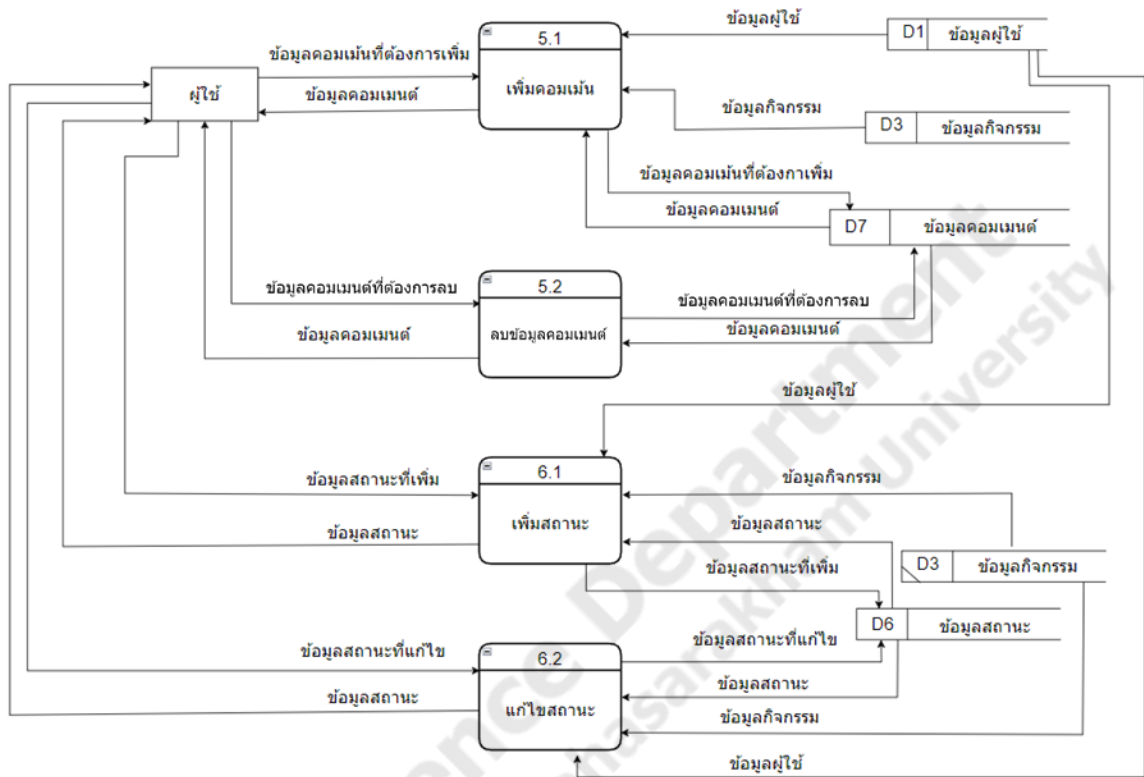 5.1
ข้อมูลผู้ใช้
D1 ข้อมูลผู้ใช้
ข้อมูลคอมเม้นที่ต้องการเพิ่ม
ผู้ใช้
เพิ่มคอมเม้น
ข้อมูลคอมเมนต์
ข้อมูลกิจกรรม
D3 ข้อมูลกิจกรรม
ข้อมูลคอมเม้นที่ต้องกาเพิ่ม
ข้อมูลคอมเมนต์
D7 ข้อมูลคอมเมนต์
5.2
ข้อมูลคอมเมนต์ที่ต้องการลบ
ข้อมูลคอมเมนต์ที่ต้องการลบ
ข้อมูลคอมเมนต์
ลบข้อมูลคอมเมนต์
ข้อมูลคอมเมนต์
ข้อมูลผู้ใช้
6.1
ข้อมูลสถานะที่เพิ่ม
ข้อมูลกิจกรรม
เพิ่มสถานะ
ข้อมูลสถานะ
ข้อมูลสถานะ
D3 ข้อมูลกิจกรรม
ข้อมูลสถานะที่เพิ่ม
D6 ข้อมูลสถานะ
6.2
ข้อมูลสถานะที่แก้ไข
ข้อมูลสถานะที่แก้ไข
ข้อมูลสถานะ
ข้อมูลสถานะ
แก้ไขสถานะ
ข้อมูลกิจกรรม
ข้อมูลผู้ใช้
ence Department
hasarakham University